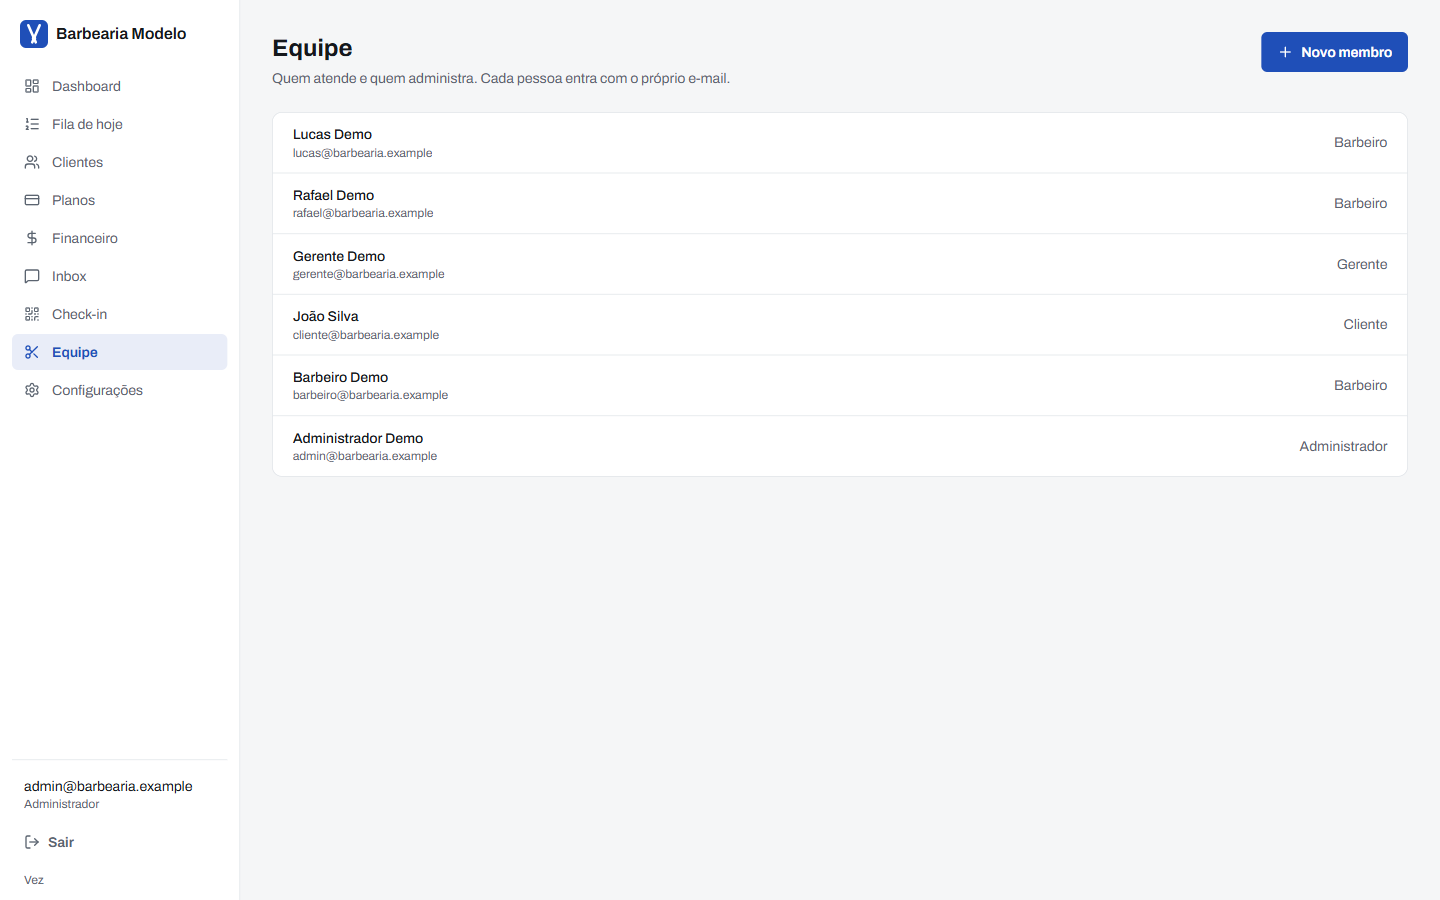 Barbearia Modelo
Dashboard
Fila de hoje
Clientes
Planos
Financeiro
Inbox
Check-in
Equipe
Configurações
admin@barbearia.example
Administrador
Sair
Vez
Equipe
Quem atende e quem administra. Cada pessoa entra com o próprio e-mail.
Novo membro
Lucas Demo
lucas@barbearia.example
Barbeiro
Rafael Demo
rafael@barbearia.example
Barbeiro
Gerente Demo
gerente@barbearia.example
Gerente
João Silva
cliente@barbearia.example
Cliente
Barbeiro Demo
barbeiro@barbearia.example
Barbeiro
Administrador Demo
admin@barbearia.example
Administrador